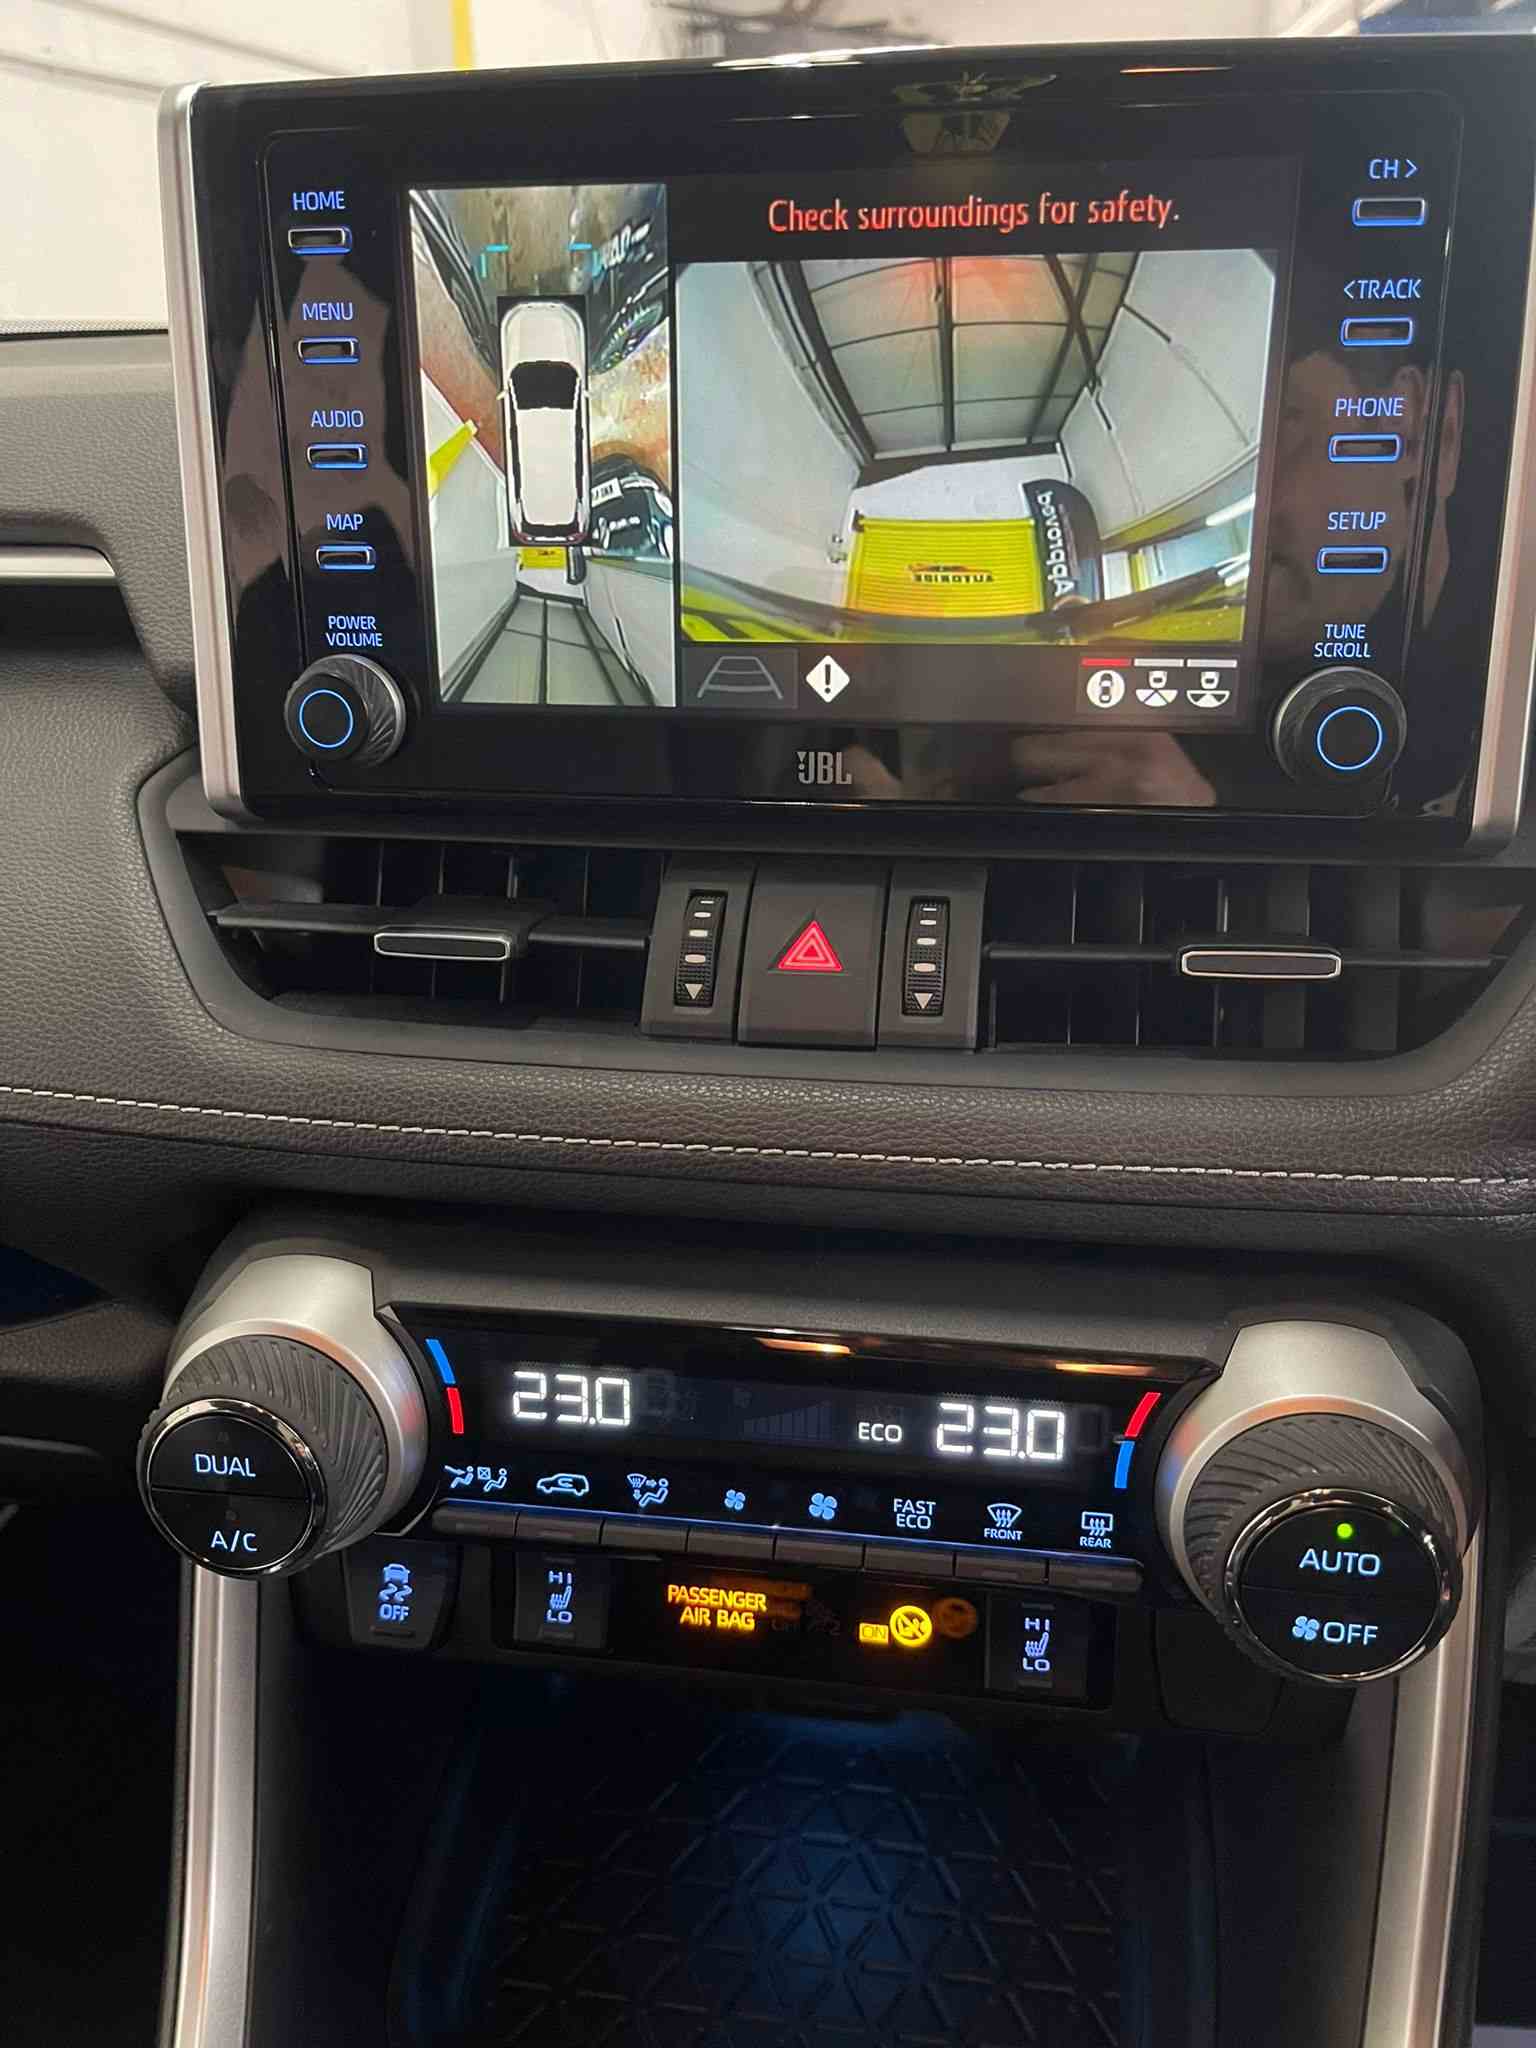 HOME
MENU
AUDIO
MAP
POWER
VOLUME
Check surroundings for safety.
CH >
<TRACK
PHONE
SETUP
TUNE
SCROLL
AUTORIDE
Approved
JBL
23.0
ECO
23.0
DUAL
A/C
FAST
ECO
FRONT
REAR
AUTO
OFF
OFF
HI
LO
PASSENGER
AIR BAG
ON
HI
LO